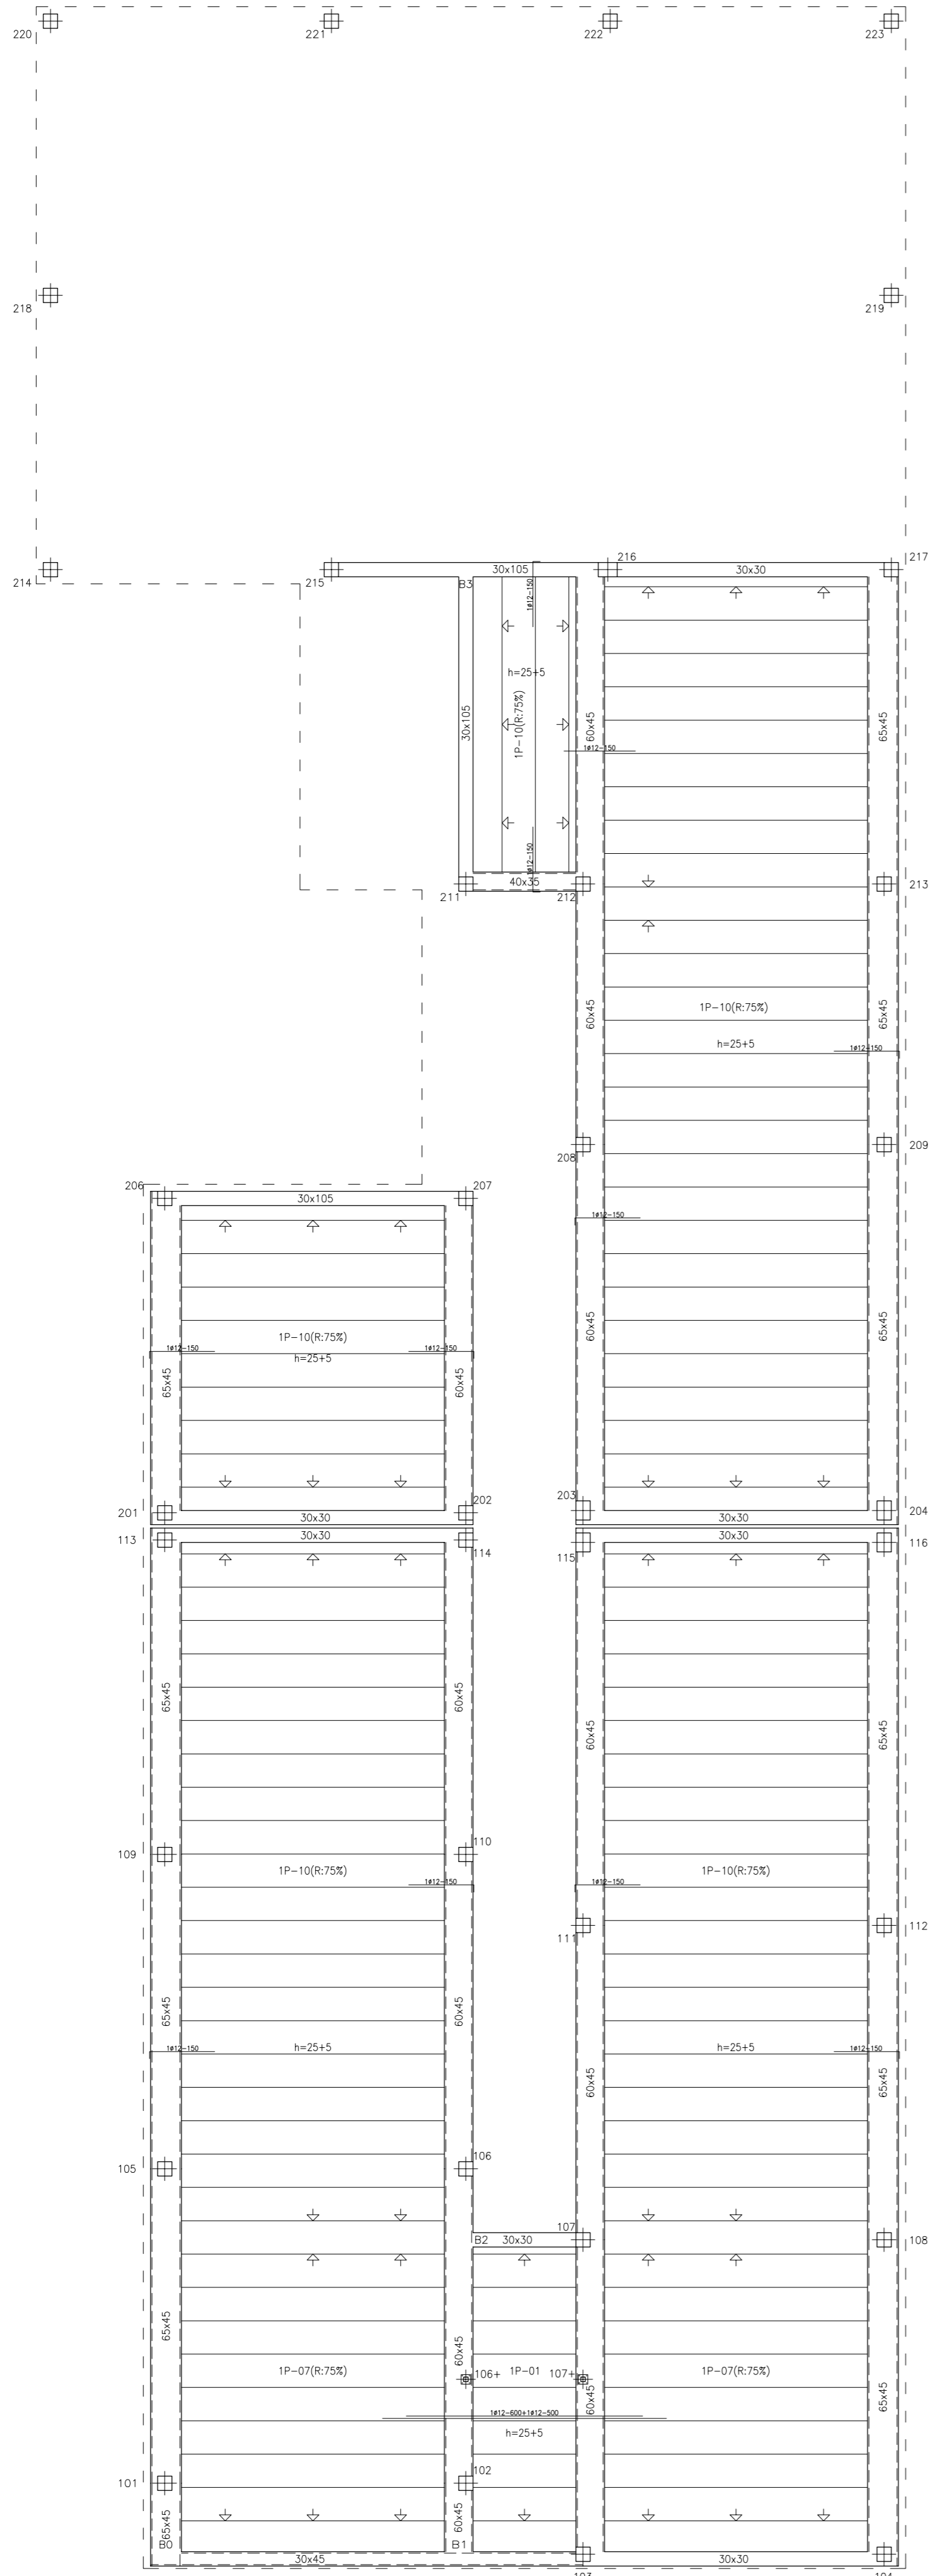 220
221
222
223
218
219
214
215
216
217
30x105
30x30
B3
1ø12-150
h=25+5
1P-10(R:75%)
30x105
60x45
65x45
1ø12-150
1ø12-150
40x35
211
212
213
1P-10(R:75%)
60x45
65x45
h=25+5
1ø12-150
208
209
206
207
30x105
1ø12-150
1P-10(R:75%)
h=25+5
1ø12-150
1ø12-150
65x45
60x45
60x45
65x45
201
202
203
204
30x30
113
30x30
114
115
30x30
116
65x45
60x45
60x45
65x45
109
110
1P-10(R:75%)
1P-10(R:75%)
1ø12-150
1ø12-150
111
112
65x45
60x45
h=25+5
h=25+5
1ø12-150
1ø12-150
60x45
65x45
105
106
107
B2
30x30
108
65x45
60x45
1P-07(R:75%)
106+
1P-01
107+
1P-07(R:75%)
60x45
65x45
1ø12-600+1ø12-500
h=25+5
101
102
65x45
60x45
B0
B1
30x45
30x30